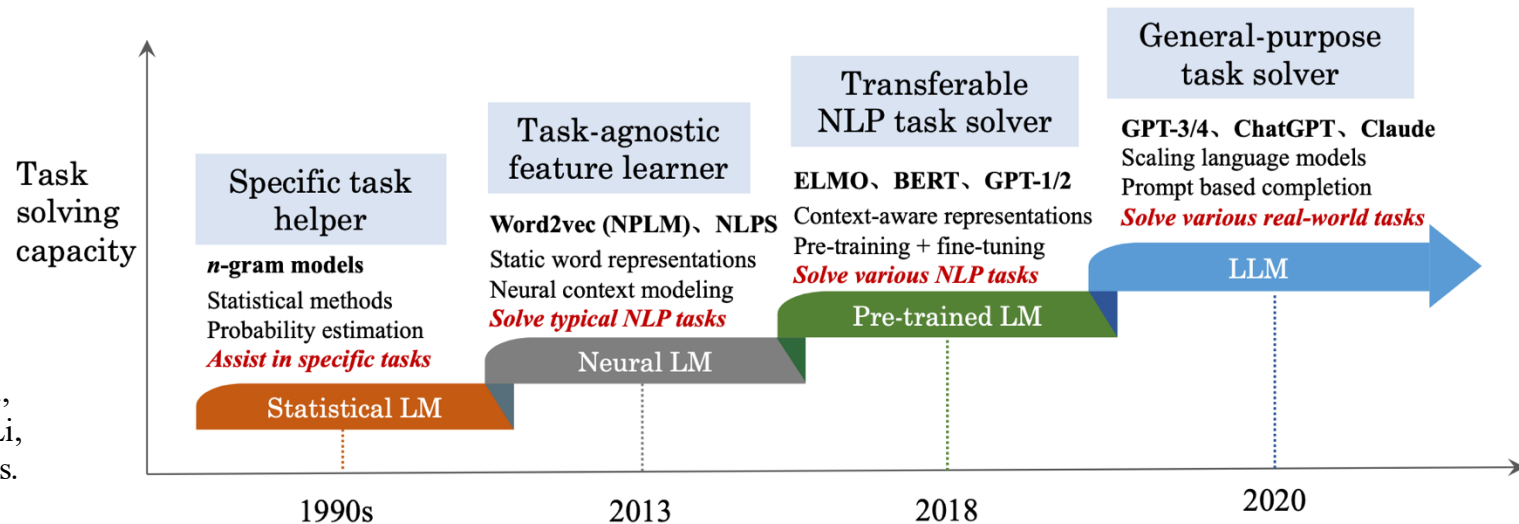 Task
solving
capacity
Specific task
helper
n-gram models
Statistical methods
Probability estimation
Assist in specific tasks
Statistical LM
1990s
Task-agnostic
feature learner
Word2vec (NPLM)、NLPS
Static word representations
Neural context modeling
Solve typical NLP tasks
Neural LM
2013
Transferable
NLP task solver
ELMO、BERT、GPT-1/2
Context-aware representations
Pre-training + fine-tuning
Solve various NLP tasks
Pre-trained LM
2018
General-purpose
task solver
GPT-3/4、ChatGPT、Claude
Scaling language models
Prompt based completion
Solve various real-world tasks
LLM
2020